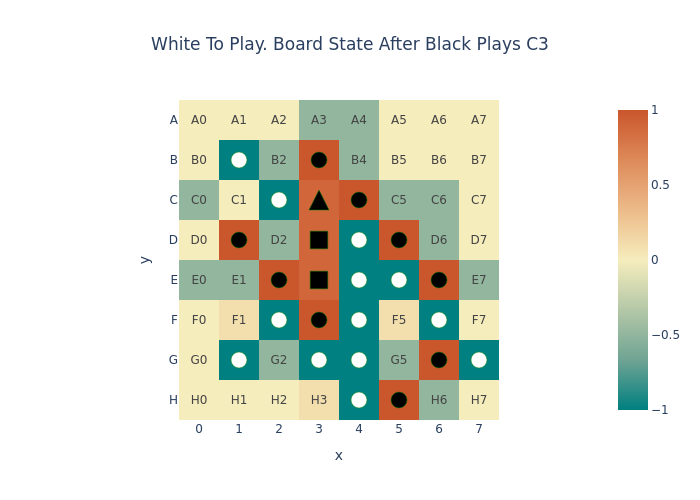 White To Play. Board State After Black Plays C3
A A0 A1 A2 A3 A4 A5 A6 A7
B B0 B2 B4 B5 B6 B7
C C0 C1 C5 C6 C7
D D0 D2 D6 D7
E E0 E1 E7
F F0 F1 F5 F7
G G0 G2 G5
H H0 H1 H2 H3 H6 H7
0 1 2 3 4 5 6 7
x
y
1
0.5
0
−0.5
−1